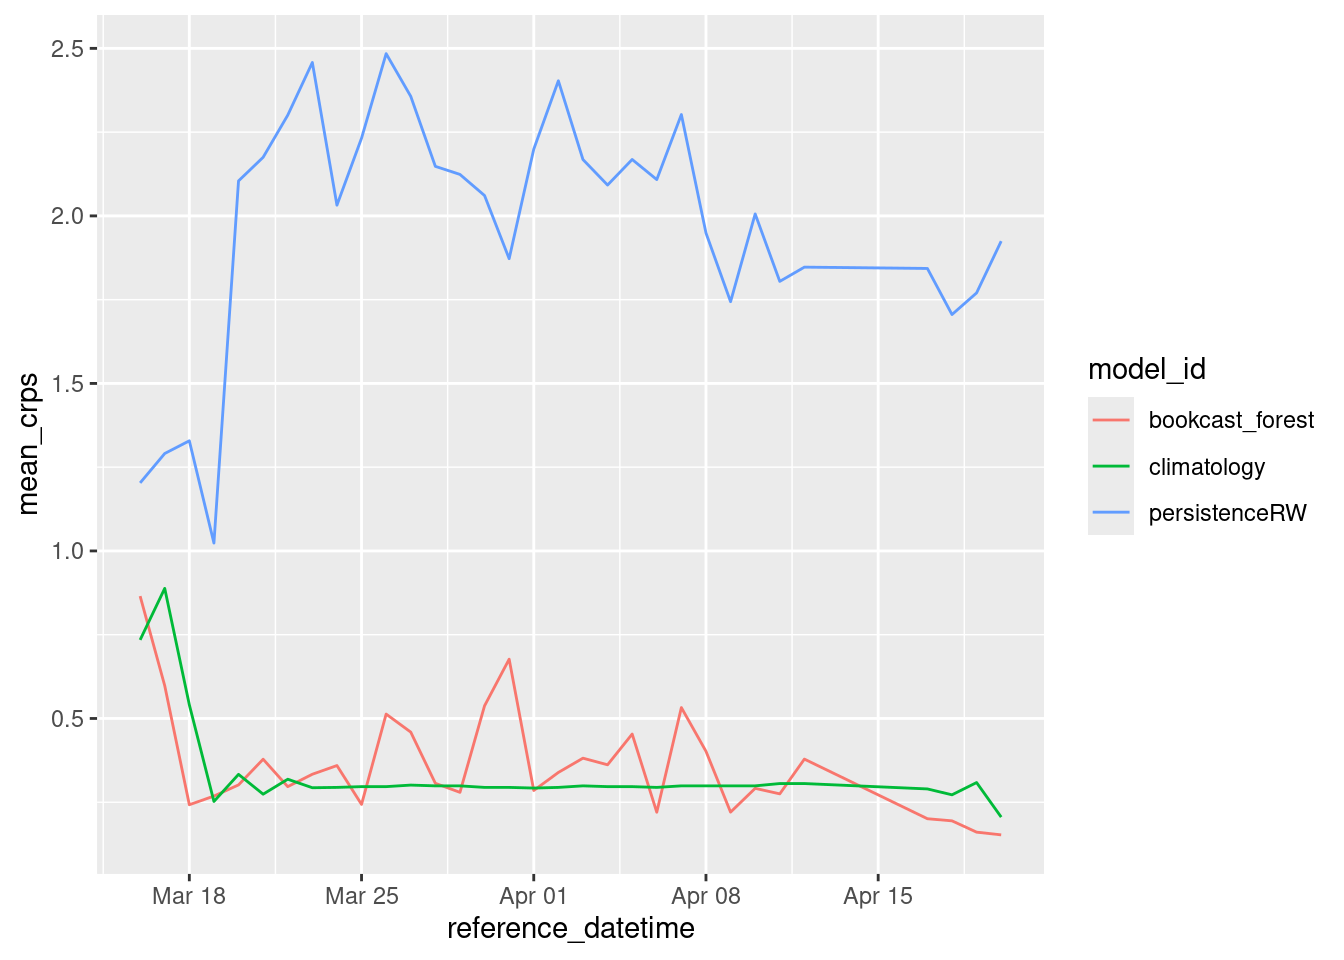 2.5
2.0
1.5
1.0
0.5
mean_crps
Mar 18
Mar 25
Apr 01
Apr 08
Apr 15
reference_datetime
model_id
bookcast_forest
climatology
persistenceRW